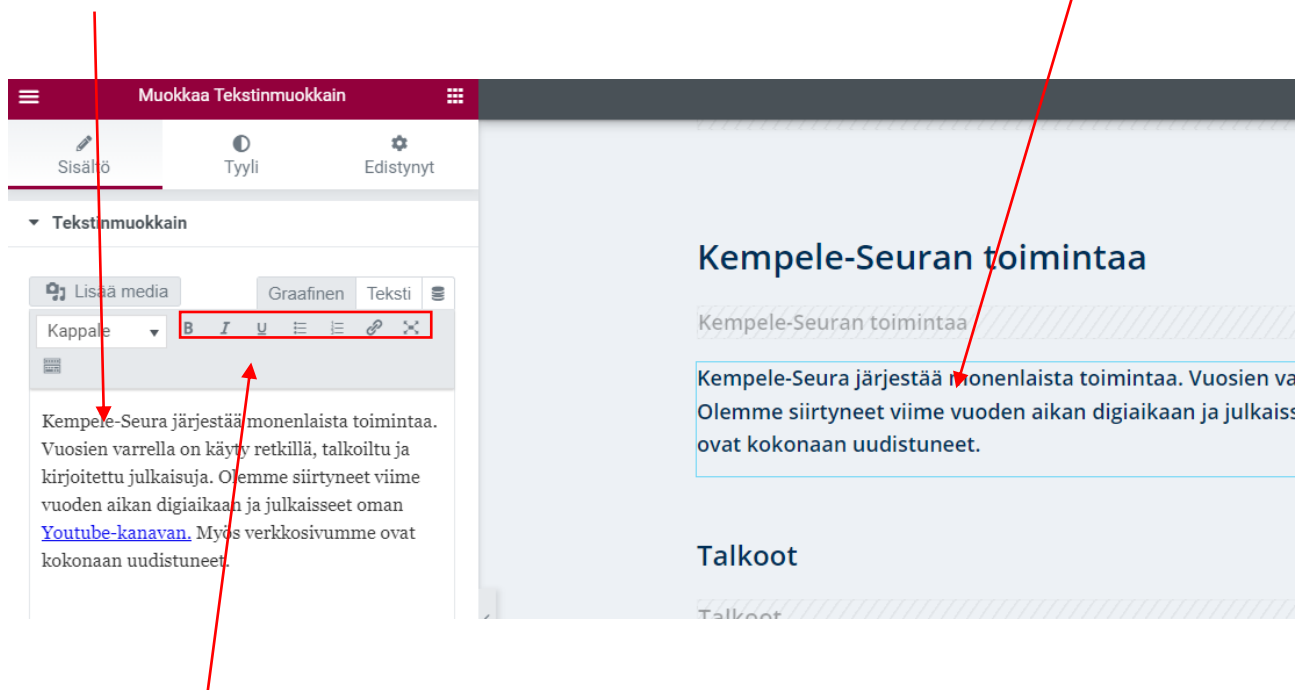 Muokkaa Tekstinmuokkain
Sisältö
Tyyli
Edistynyt
Tekstinmuokkain
Lisää media
Graafinen
Teksti
Kappale
B I U
Kempele-Seura järjestää monenlaista toimintaa.
Vuosien varrella on käyty retkillä, talkoiltu ja
kirjoitettu julkaisuja. Olemme siirtyneet viime
vuoden aikan digiaikaan ja julkaisseet oman
Youtube-kanavan. Myös verkkosivumme ovat
kokonaan uudistuneet.
Kempele-Seuran toimintaa
Kempele-Seuran toimintaa
Kempele-Seura järjestää monenlaista toimintaa. Vuosien va
Olemme siirtyneet viime vuoden aikan digiaikaan ja julkaiss
ovat kokonaan uudistuneet.
Talkoot
Talkoot